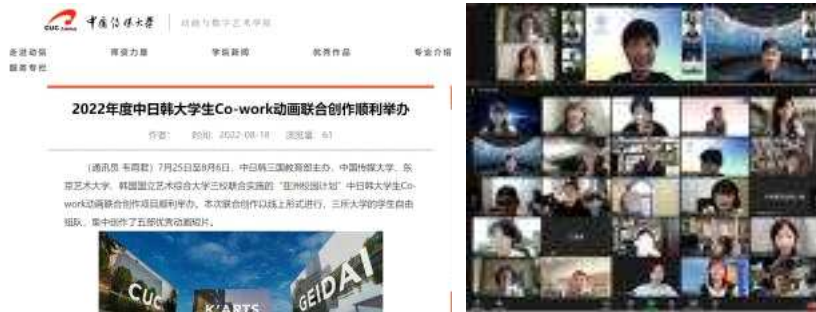 中国传媒大学
动画与数字艺术学院
走进动画 师资力量 学院新闻 优秀作品 专业介绍
服务专栏
2022年度中日韩大学生Co-work动画联合创作顺利举办
作者： 时间：2022-08-18 浏览量：61
（通讯员 韦雨君）7月25日至8月6日，中日韩三国教育部主办，中国传媒大学、东
京艺术大学、韩国国立艺术综合大学三校联合实施的“亚洲校园计划”中日韩大学生Co-
work动画联合创作项目顺利举办。本次联合创作以线上形式进行，三所大学的学生自由
组队，集中创作了五部优秀动画短片。
CUC
K'ARTS
GEIDAI